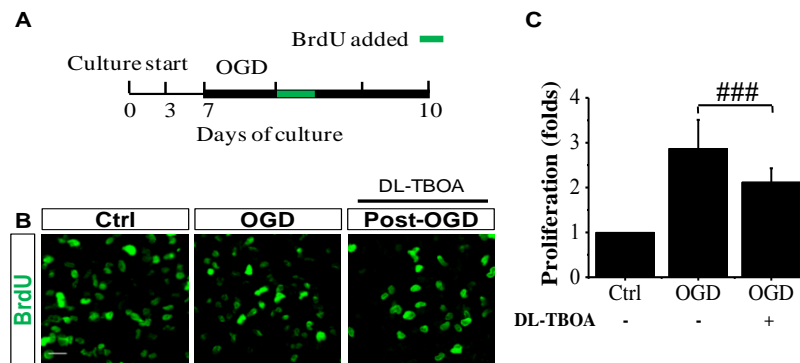 A
BrdU added
Culture start
OGD
0 3 7 10
Days of culture
DL-TBOA
B
Ctrl
OGD
Post-OGD
BrdU
C
###
Proliferation (folds)
4
3
2
1
0
Ctrl OGD OGD
DL-TBOA - - +